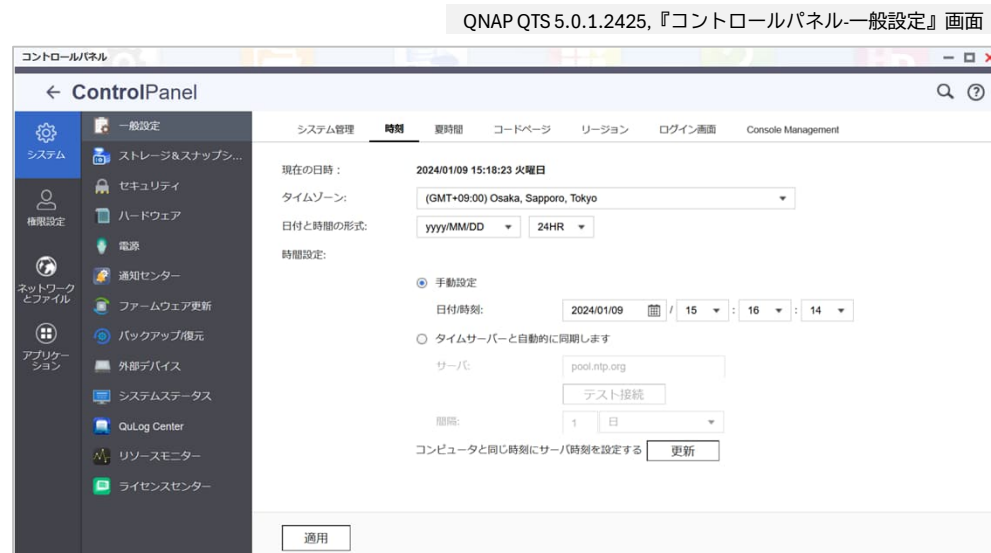 QNAP QTS 5.0.1.2425,『コントロールパネル-一般設定』画面
コントロールパネル
ControlPanel
システム
権限設定
ネットワーク
とファイル
アプリケー
ション
一般設定
ストレージ&スナップシ...
セキュリティ
ハードウェア
電源
通知センター
ファームウェア更新
バックアップ/復元
外部デバイス
システムステータス
QuLog Center
リソースモニター
ライセンスセンター
システム管理 時刻 夏時間 コードページ リージョン ログイン画面 Console Management
現在の日時: 2024/01/09 15:18:23 火曜日
タイムゾーン: (GMT+09:00) Osaka, Sapporo, Tokyo
日付と時間の形式: yyyy/MM/DD 24HR
時間設定:
手動設定
日付/時刻: 2024/01/09 / 15 : 16 : 14
タイムサーバーと自動的に同期します
サーバ: pool.ntp.org
テスト接続
間隔: 1 日
コンピュータと同じ時刻にサーバ時刻を設定する 更新
適用